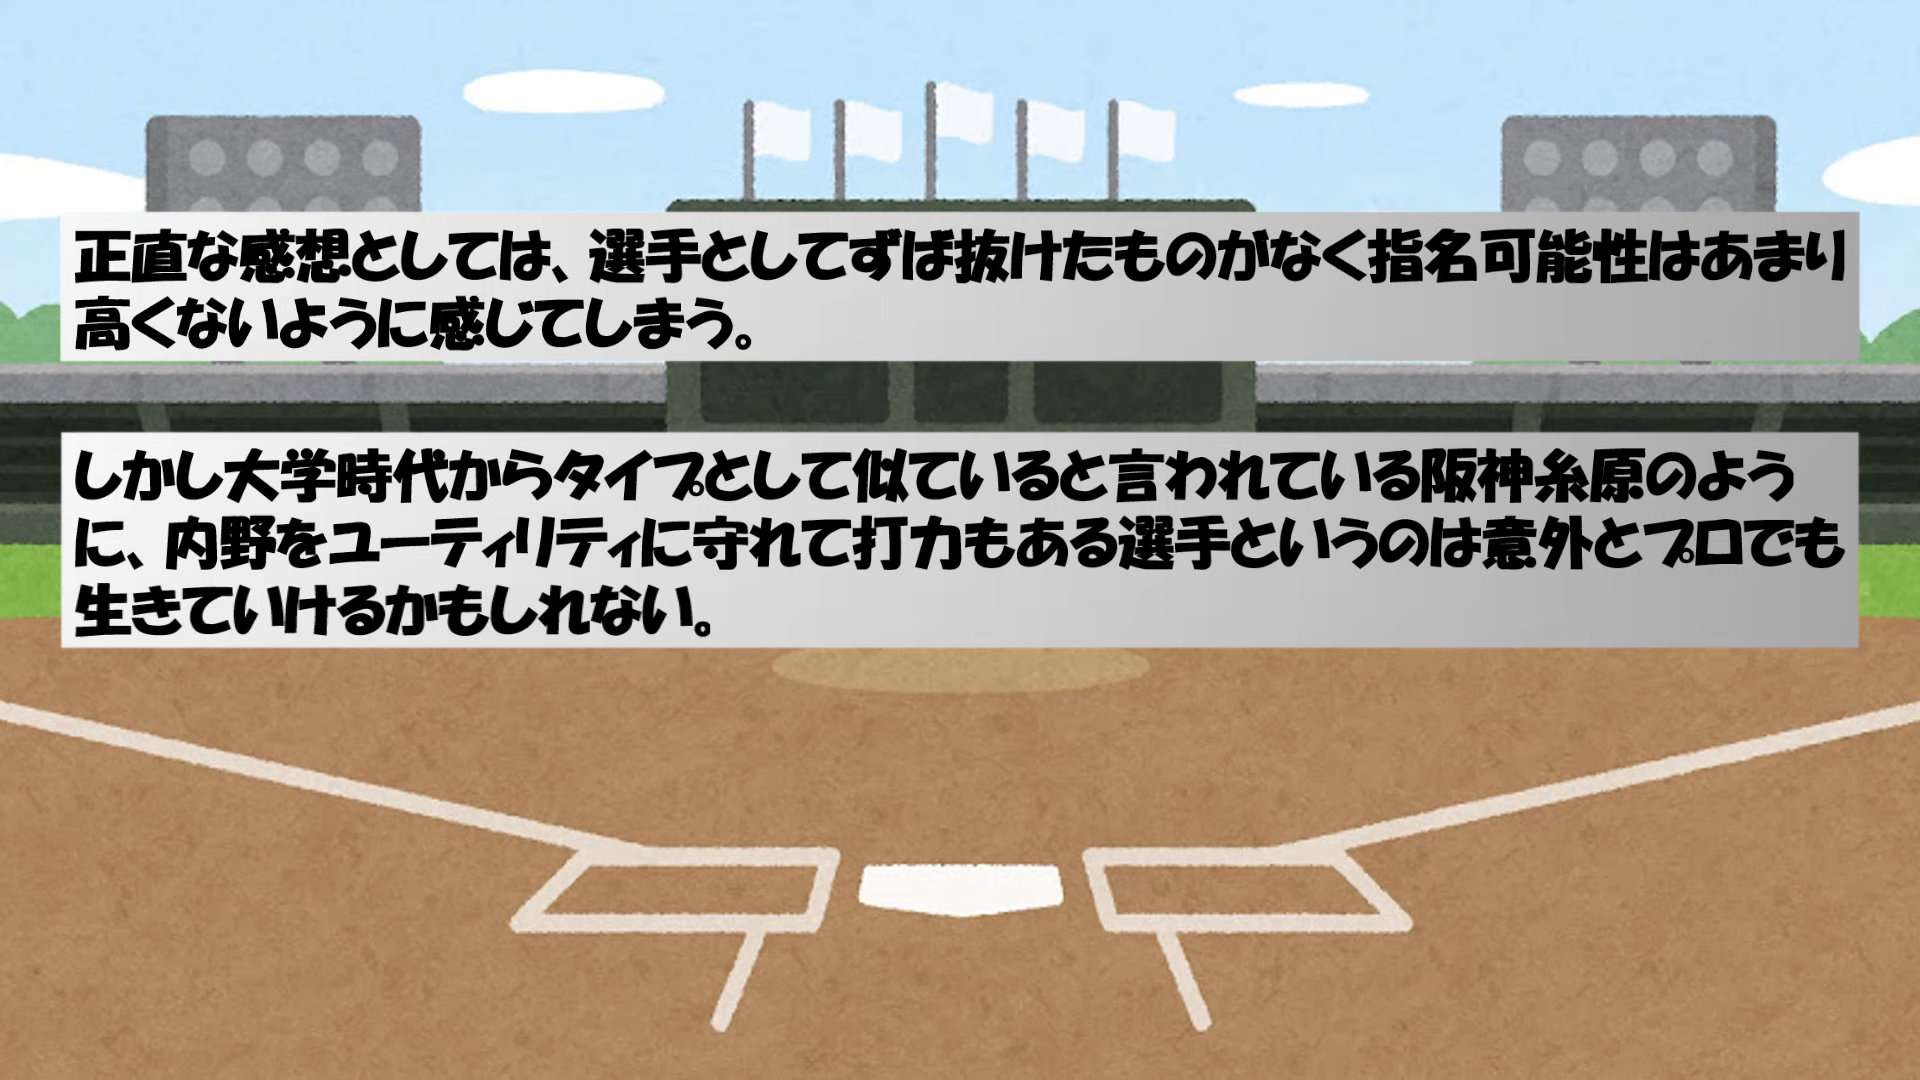 正直な感想としては、選手としてずば抜けたものがなく指名可能性はあまり
高くないように感じてしまう。
しかし大学時代からタイプとして似ていると言われている阪神糸原のよう
に、内野をユーティリティに守れて打力もある選手というのは意外とプロでも
生きていけるかもしれない。